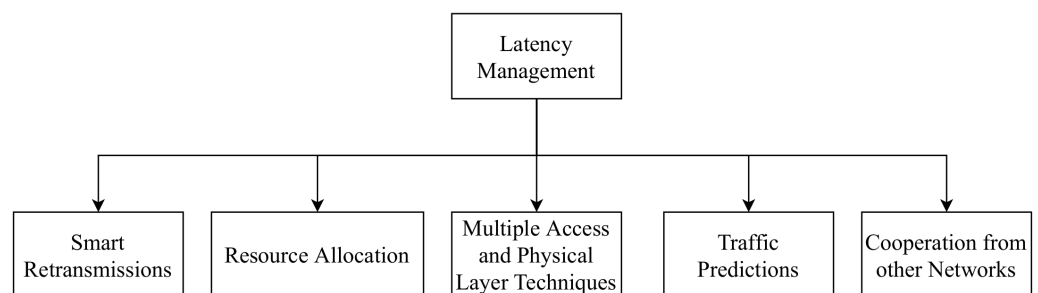 Latency
Management
Smart
Retransmissions
Resource Allocation
Multiple Access
and Physical
Layer Techniques
Traffic
Predictions
Cooperation from
other Networks